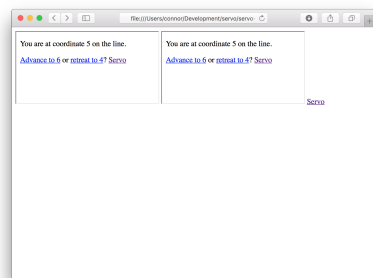 file:///Users/connor/Development/servo/servo-
You are at coordinate 5 on the line.
Advance to 6 or retreat to 4? Servo
You are at coordinate 5 on the line.
Advance to 6 or retreat to 4? Servo
Servo